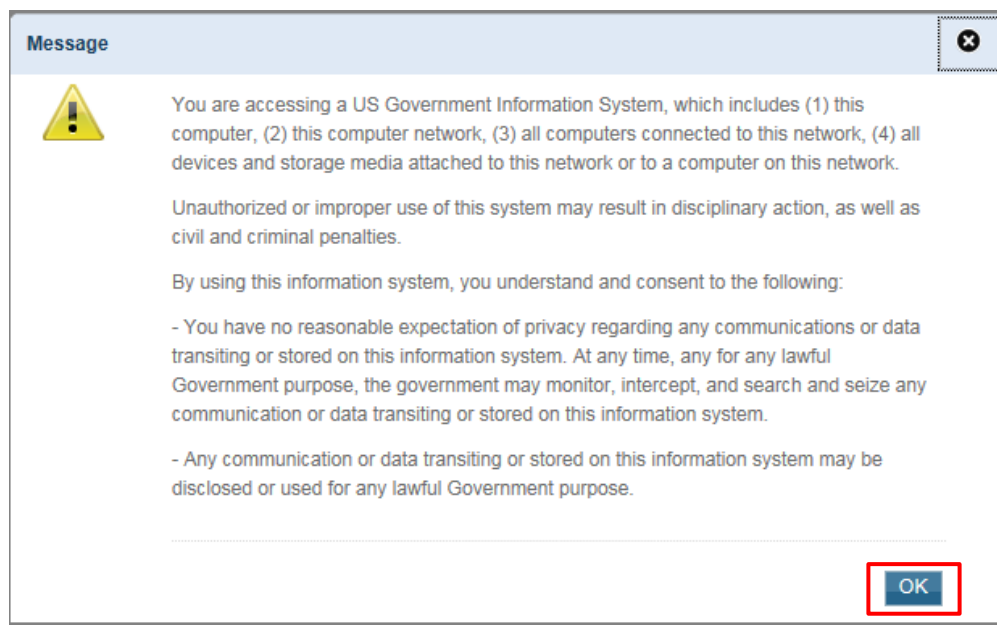 Message
You are accessing a US Government Information System, which includes (1) this
computer, (2) this computer network, (3) all computers connected to this network, (4) all
devices and storage media attached to this network or to a computer on this network.
Unauthorized or improper use of this system may result in disciplinary action, as well as
civil and criminal penalties.
By using this information system, you understand and consent to the following:
- You have no reasonable expectation of privacy regarding any communications or data
transiting or stored on this information system. At any time, any for any lawful
Government purpose, the government may monitor, intercept, and search and seize any
communication or data transiting or stored on this information system.
- Any communication or data transiting or stored on this information system may be
disclosed or used for any lawful Government purpose.
OK